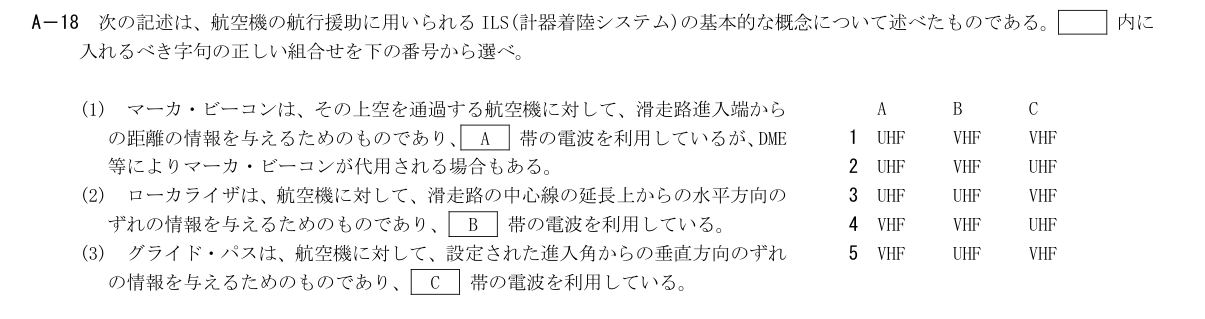 A－18 次の記述は、航空機の航行援助に用いられる ILS(計器着陸システム)の基本的な概念について述べたものである。 内に
入れるべき字句の正しい組合せを下の番号から選べ。
(1) マーカ・ビーコンは、その上空を通過する航空機に対して、滑走路進入端から
の距離の情報を与えるためのものであり、 A 帯の電波を利用しているが、DME
等によりマーカ・ビーコンが代用される場合もある。
(2) ローカライザは、航空機に対して、滑走路の中心線の延長上からの水平方向の
ずれの情報を与えるためのものであり、 B 帯の電波を利用している。
(3) グライド・パスは、航空機に対して、設定された進入角からの垂直方向のずれ
の情報を与えるためのものであり、 C 帯の電波を利用している。
A B C
1 UHF VHF VHF
2 UHF VHF UHF
3 UHF UHF VHF
4 VHF VHF UHF
5 VHF UHF VHF